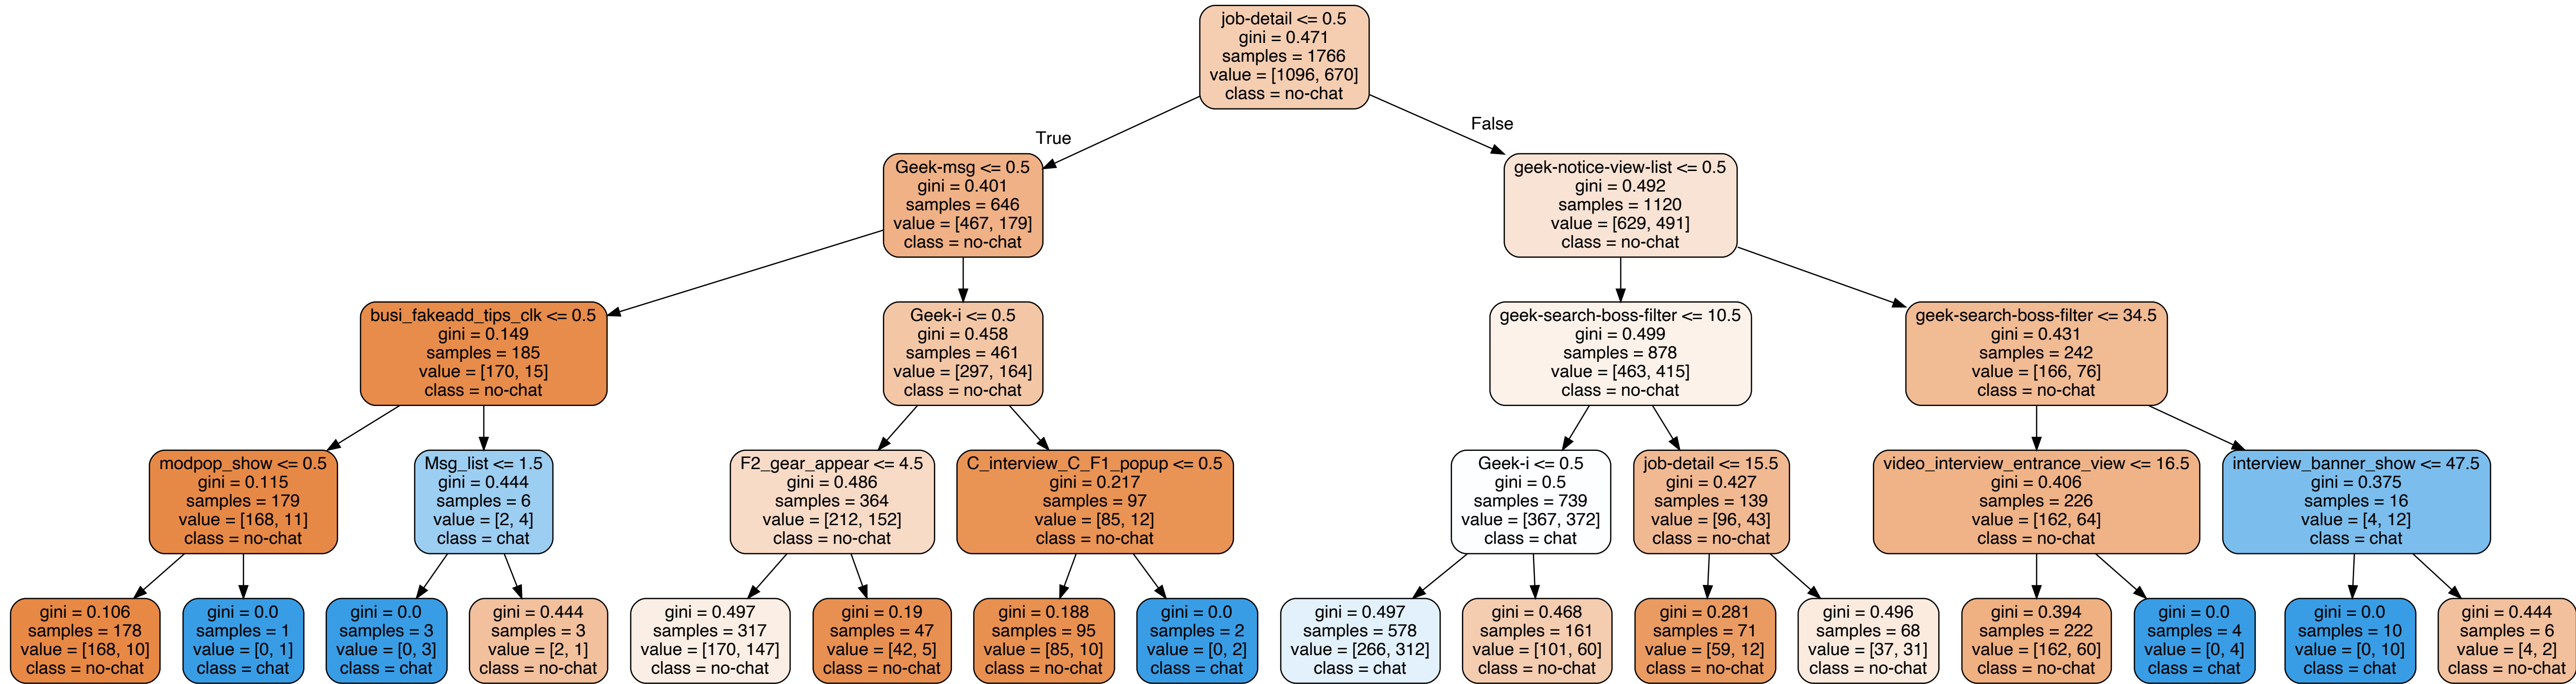 job-detail <= 0.5
gini = 0.471
samples = 1766
value = [1096, 670]
class = no-chat
True
False
Geek-msg <= 0.5
gini = 0.401
samples = 646
value = [467, 179]
class = no-chat
geek-notice-view-list <= 0.5
gini = 0.492
samples = 1120
value = [629, 491]
class = no-chat
busi_fakeadd_tips_clk <= 0.5
gini = 0.149
samples = 185
value = [170, 15]
class = no-chat
Geek-i <= 0.5
gini = 0.458
samples = 461
value = [297, 164]
class = no-chat
geek-search-boss-filter <= 10.5
gini = 0.499
samples = 878
value = [463, 415]
class = no-chat
geek-search-boss-filter <= 34.5
gini = 0.431
samples = 242
value = [166, 76]
class = no-chat
modpop_show <= 0.5
gini = 0.115
samples = 179
value = [168, 11]
class = no-chat
Msg_list <= 1.5
gini = 0.444
samples = 6
value = [2, 4]
class = chat
F2_gear_appear <= 4.5
gini = 0.486
samples = 364
value = [212, 152]
class = no-chat
C_interview_C_F1_popup <= 0.5
gini = 0.217
samples = 97
value = [85, 12]
class = no-chat
Geek-i <= 0.5
gini = 0.5
samples = 739
value = [367, 372]
class = chat
job-detail <= 15.5
gini = 0.427
samples = 139
value = [96, 43]
class = no-chat
video_interview_entrance_view <= 16.5
gini = 0.406
samples = 226
value = [162, 64]
class = no-chat
interview_banner_show <= 47.5
gini = 0.375
samples = 16
value = [4, 12]
class = chat
gini = 0.106
samples = 178
value = [168, 10]
class = no-chat
gini = 0.0
samples = 1
value = [0, 1]
class = chat
gini = 0.0
samples = 3
value = [0, 3]
class = chat
gini = 0.444
samples = 3
value = [2, 1]
class = no-chat
gini = 0.497
samples = 317
value = [170, 147]
class = no-chat
gini = 0.19
samples = 47
value = [42, 5]
class = no-chat
gini = 0.188
samples = 95
value = [85, 10]
class = no-chat
gini = 0.0
samples = 2
value = [0, 2]
class = chat
gini = 0.497
samples = 578
value = [266, 312]
class = chat
gini = 0.468
samples = 161
value = [101, 60]
class = no-chat
gini = 0.281
samples = 71
value = [59, 12]
class = no-chat
gini = 0.496
samples = 68
value = [37, 31]
class = no-chat
gini = 0.394
samples = 222
value = [162, 60]
class = no-chat
gini = 0.0
samples = 4
value = [0, 4]
class = chat
gini = 0.0
samples = 10
value = [0, 10]
class = chat
gini = 0.444
samples = 6
value = [4, 2]
class = no-chat